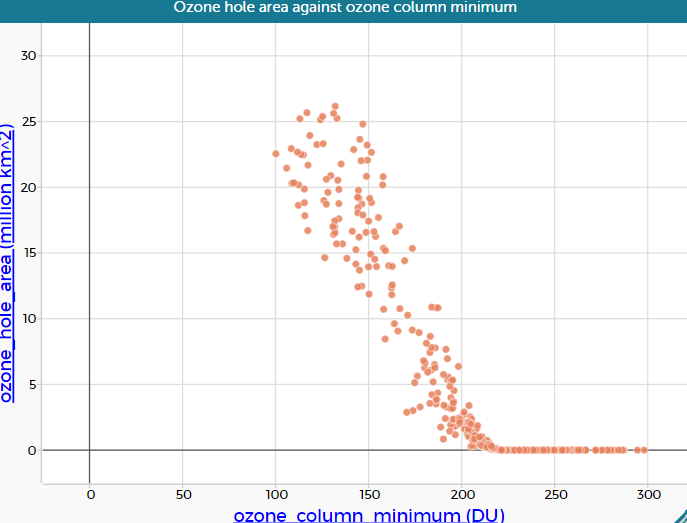 Ozone hole area against ozone column minimum
ozone_hole_area (million km^2)
30
25
20
15
10
5
0
0 50 100 150 200 250 300
ozone_column_minimum (DU)